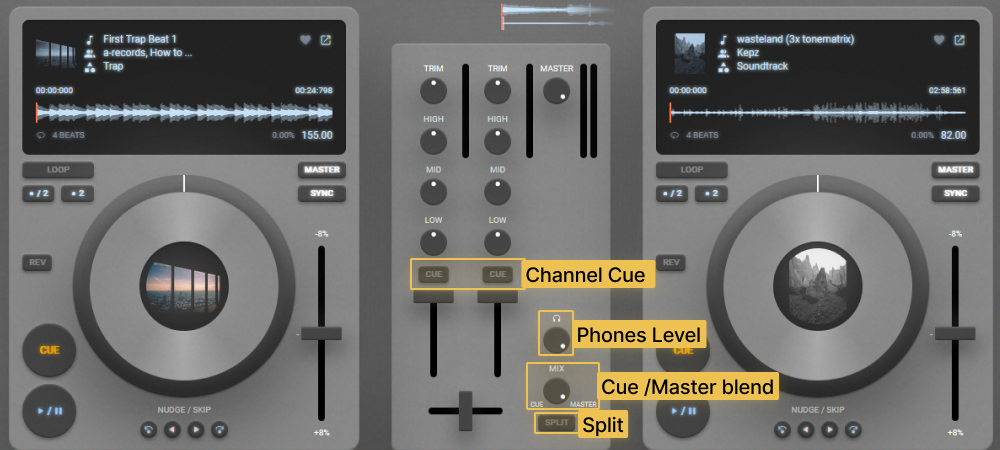 First Trap Beat 1
a-records, How to ...
Trap
00:00:000
00:24:798
4 BEATS
0.00%
155.00
LOOP
MASTER
/ 2
2
SYNC
-8%
REV
CUE
NUDGE / SKIP
+8%
TRIM
TRIM
MASTER
HIGH
HIGH
MID
MID
LOW
LOW
CUE
CUE
Channel Cue
Phones Level
MIX
CUE
MASTER
Cue /Master blend
SPLIT
Split
wasteland (3x tonematrix)
Kepz
Soundtrack
00:00:000
02:58:561
4 BEATS
0.00%
82.00
LOOP
MASTER
/ 2
2
SYNC
-8%
REV
CUE
NUDGE / SKIP
+8%